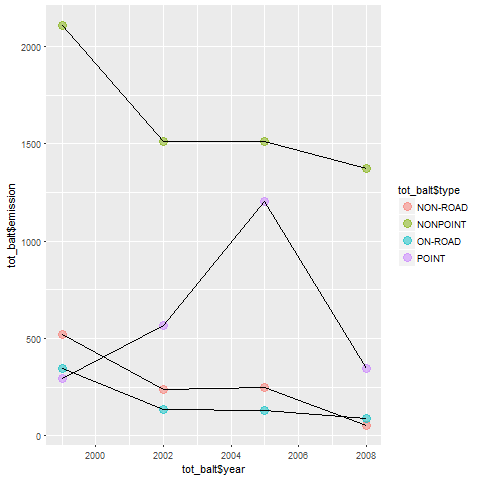 2000
1500
1000
500
0
tot_balt$emission
2000
2002
2004
2006
2008
tot_balt$year
tot_balt$type
NON-ROAD
NONPOINT
ON-ROAD
POINT